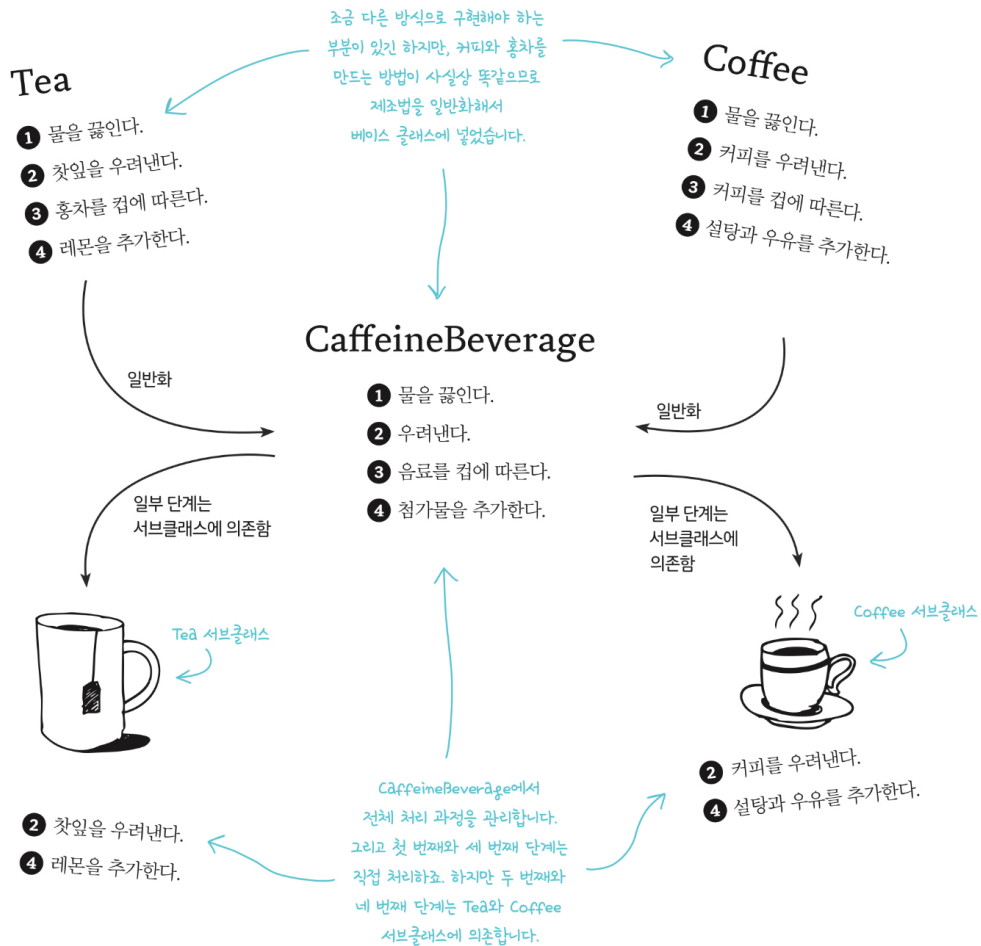 조금 다른 방식으로 구현해야 하는
부분이 있긴 하지만, 커피와 홍차를
만드는 방법이 사실상 똑같으므로
제조법을 일반화해서
베이스 클래스에 넣었습니다.
Tea
1 물을 끓인다.
2 찻잎을 우려낸다.
3 홍차를 컵에 따른다.
4 레몬을 추가한다.
Coffee
1 물을 끓인다.
2 커피를 우려낸다.
3 커피를 컵에 따른다.
4 설탕과 우유를 추가한다.
일반화
CaffeineBeverage
1 물을 끓인다.
2 우려낸다.
3 음료를 컵에 따른다.
4 첨가물을 추가한다.
일반화
일부 단계는
서브클래스에 의존함
일부 단계는
서브클래스에
의존함
Tea 서브클래스
Coffee 서브클래스
2 찻잎을 우려낸다.
4 레몬을 추가한다.
CaffeineBeverage에서
전체 처리 과정을 관리합니다.
그리고 첫 번째와 세 번째 단계는
직접 처리하죠. 하지만 두 번째와
네 번째 단계는 Tea와 Coffee
서브클래스에 의존합니다.
2 커피를 우려낸다.
4 설탕과 우유를 추가한다.